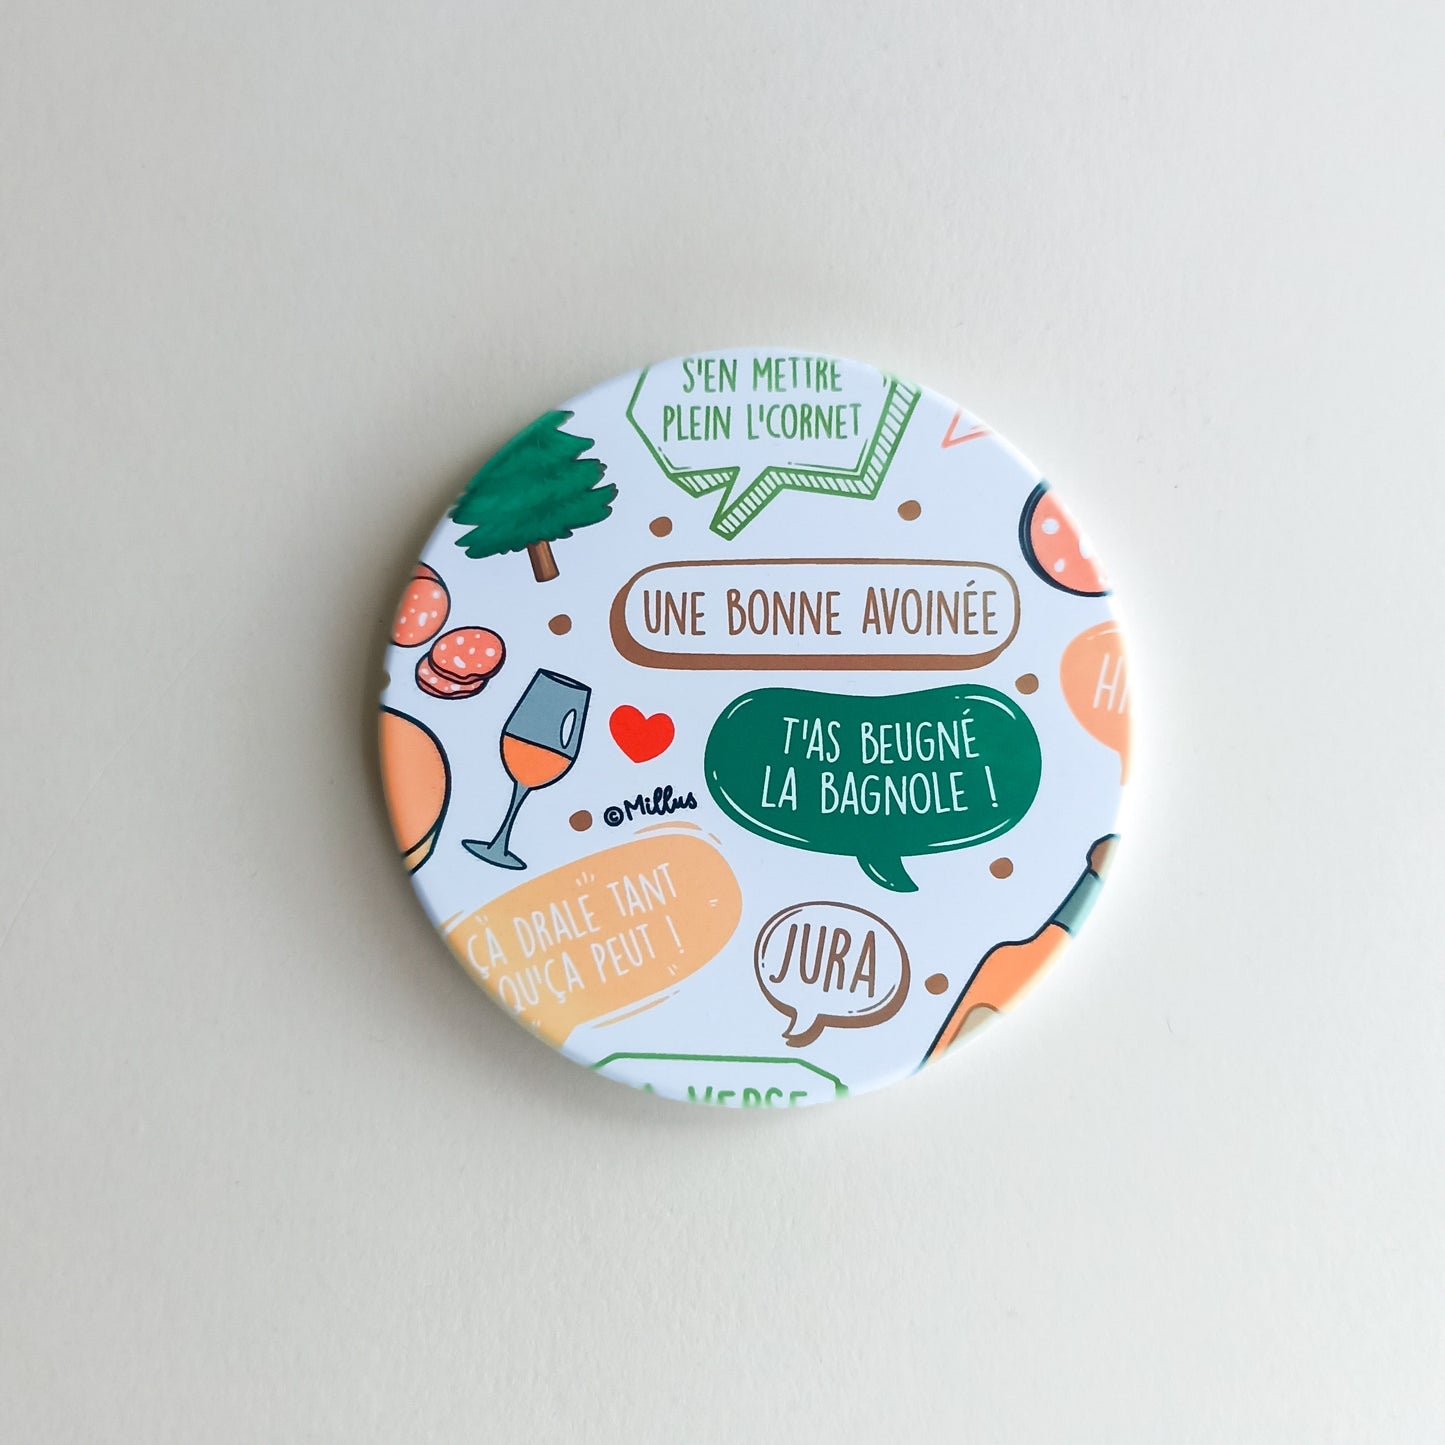 S'EN METTRE
PLEIN L'CORNET
UNE BONNE AVOINÉE
T'AS BEUGNÉ
LA BAGNOLE !
©Millus
ÇA DRALE TANT
QU'ÇA PEUT !
JURA
VERSE